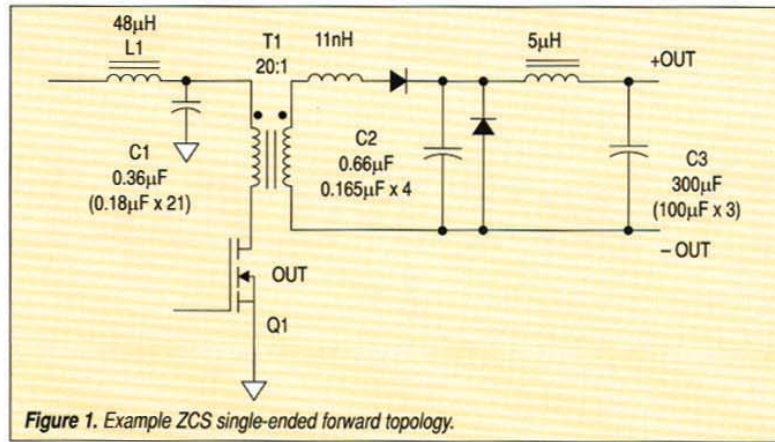 48µH
L1
T1
20:1
11nH
5µH
+OUT
C1
0.36µF
(0.18µF x 21)
C2
0.66µF
0.165µF x 4
C3
300µF
(100µF x 3)
– OUT
OUT
Q1
Figure 1. Example ZCS single-ended forward topology.